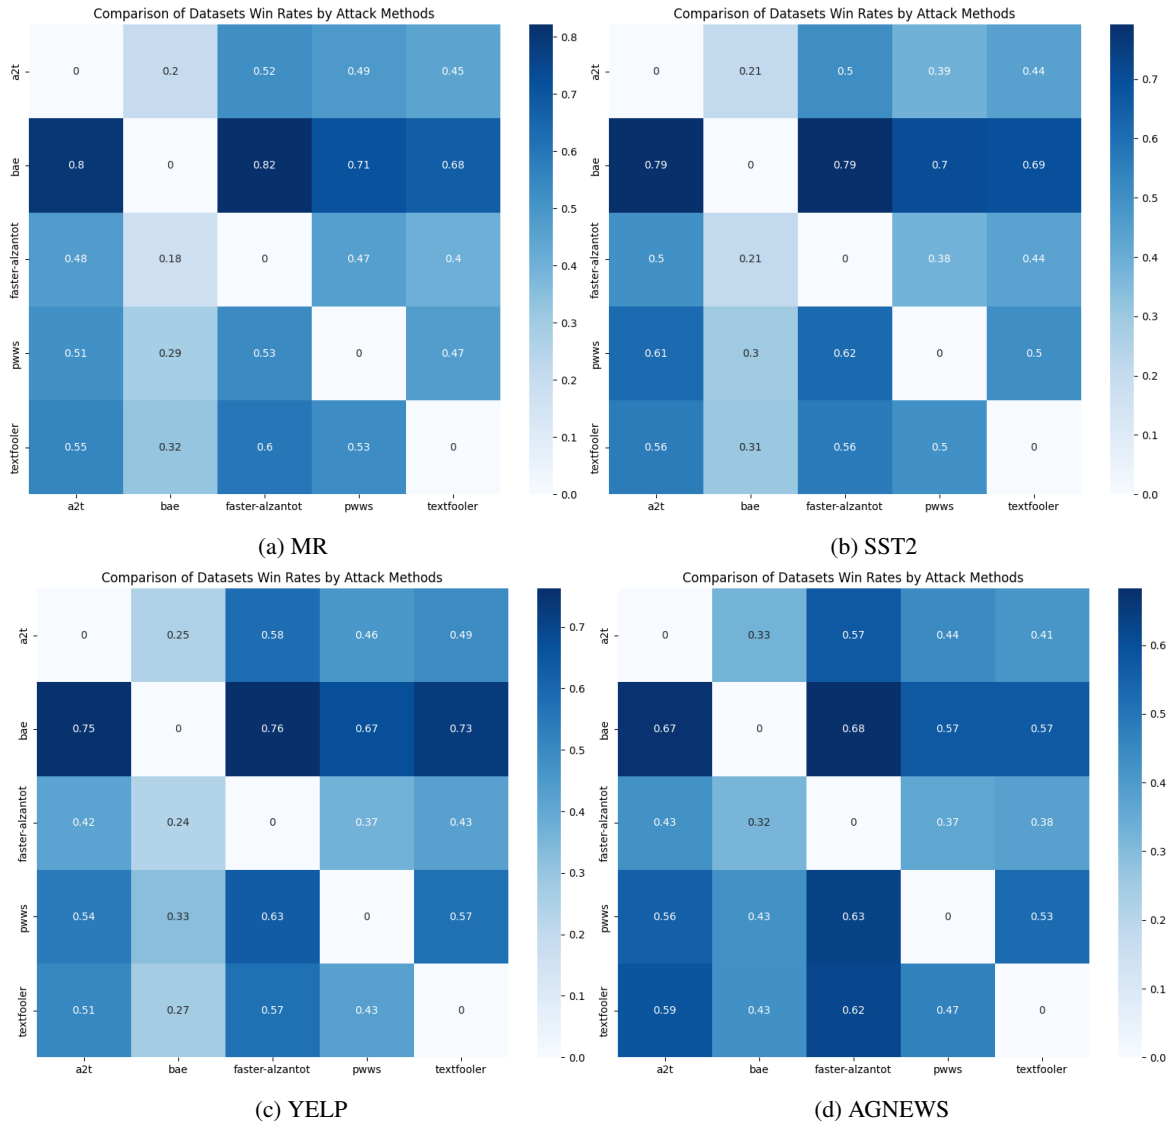 Comparison of Datasets Win Rates by Attack Methods
a2t 0 0.2 0.52 0.49 0.45
bae 0.8 0 0.82 0.71 0.68
faster-alzantot 0.48 0.18 0 0.47 0.4
pwws 0.51 0.29 0.53 0 0.47
textfooler 0.55 0.32 0.6 0.53 0
a2t bae faster-alzantot pwws textfooler
0.8
0.7
0.6
0.5
0.4
0.3
0.2
0.1
0.0
(a) MR
Comparison of Datasets Win Rates by Attack Methods
a2t 0 0.21 0.5 0.39 0.44
bae 0.79 0 0.79 0.7 0.69
faster-alzantot 0.5 0.21 0 0.38 0.44
pwws 0.61 0.3 0.62 0 0.5
textfooler 0.56 0.31 0.56 0.5 0
a2t bae faster-alzantot pwws textfooler
0.7
0.6
0.5
0.4
0.3
0.2
0.1
0.0
(b) SST2
Comparison of Datasets Win Rates by Attack Methods
a2t 0 0.25 0.58 0.46 0.49
bae 0.75 0 0.76 0.67 0.73
faster-alzantot 0.42 0.24 0 0.37 0.43
pwws 0.54 0.33 0.63 0 0.57
textfooler 0.51 0.27 0.57 0.43 0
a2t bae faster-alzantot pwws textfooler
0.7
0.6
0.5
0.4
0.3
0.2
0.1
0.0
(c) YELP
Comparison of Datasets Win Rates by Attack Methods
a2t 0 0.33 0.57 0.44 0.41
bae 0.67 0 0.68 0.57 0.57
faster-alzantot 0.43 0.32 0 0.37 0.38
pwws 0.56 0.43 0.63 0 0.53
textfooler 0.59 0.43 0.62 0.47 0
a2t bae faster-alzantot pwws textfooler
0.6
0.5
0.4
0.3
0.2
0.1
0.0
(d) AGNEWS